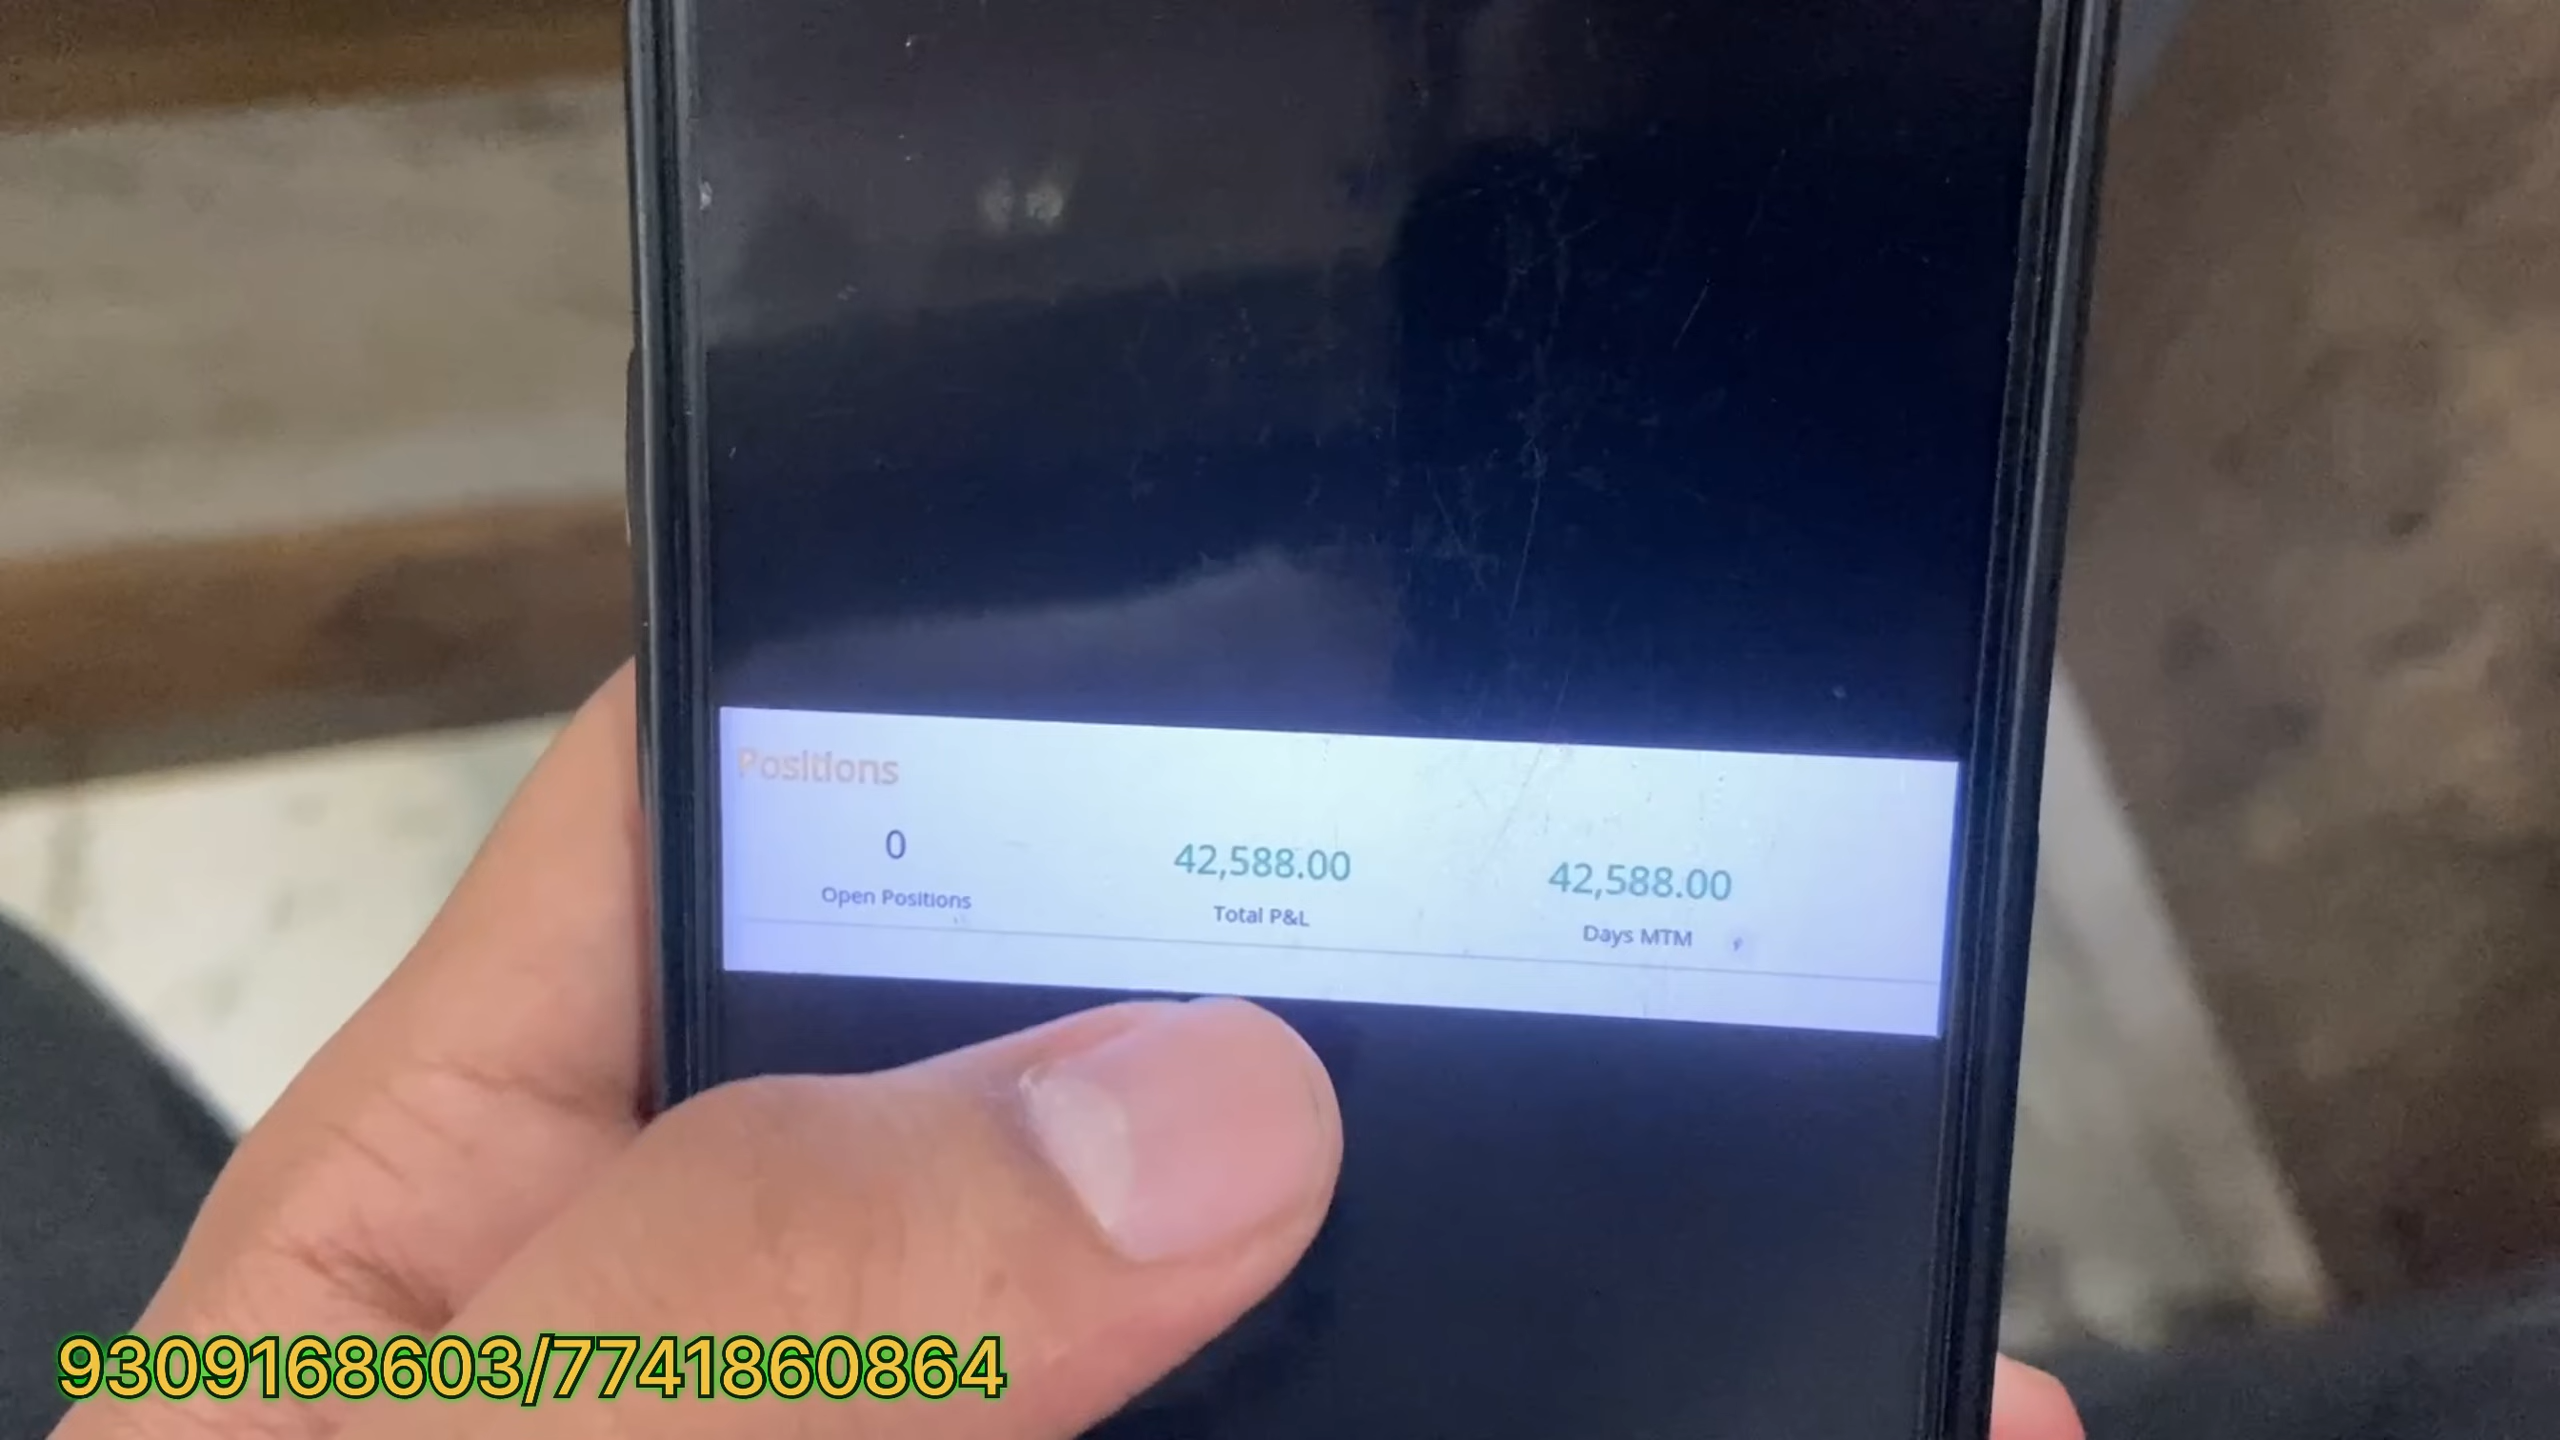 Positions
0
42,588.00
42,588.00
Open Positions
Total P&L
Days MTM
9309168603/7741860864